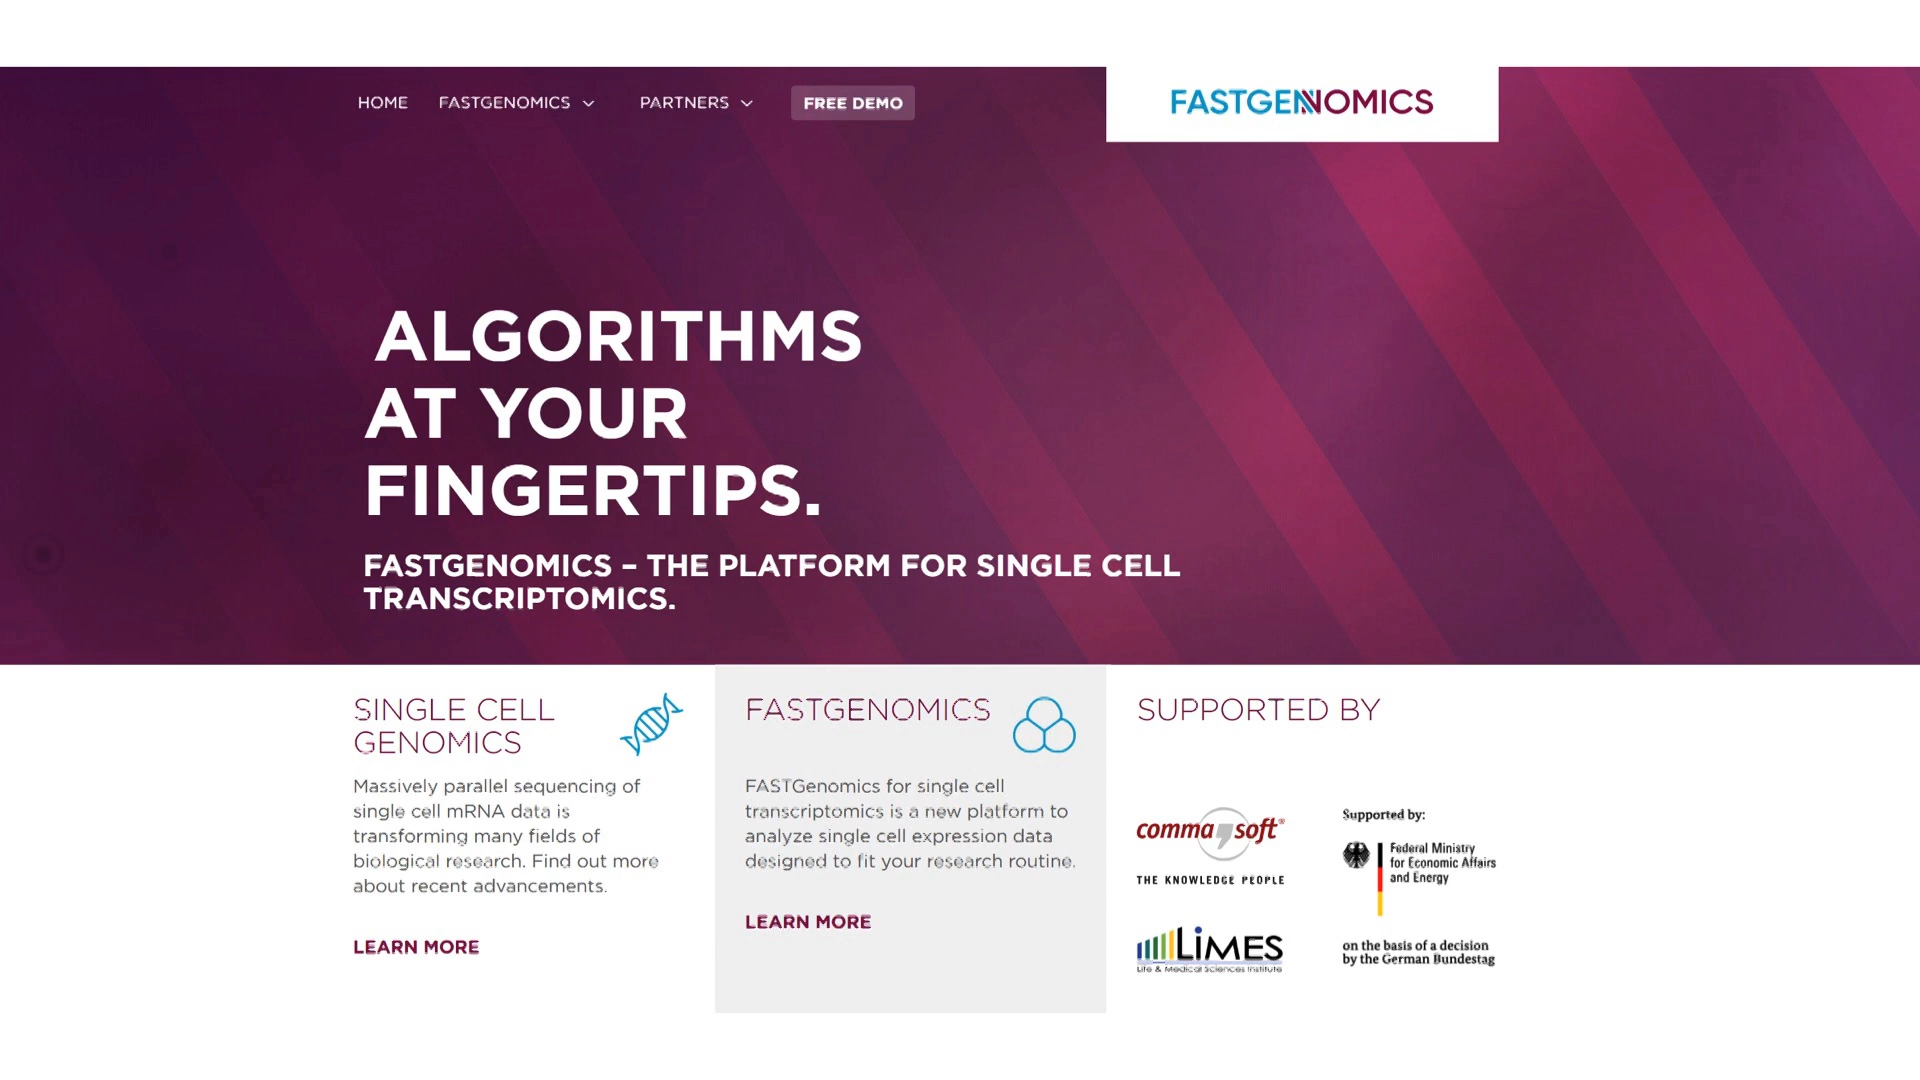 HOME FASTGENOMICS PARTNERS FREE DEMO
FASTGENNOMICS
ALGORITHMS
AT YOUR
FINGERTIPS.
FASTGENOMICS – THE PLATFORM FOR SINGLE CELL
TRANSCRIPTOMICS.
SINGLE CELL
GENOMICS
Massively parallel sequencing of
single cell mRNA data is
transforming many fields of
biological research. Find out more
about recent advancements.
LEARN MORE
FASTGENOMICS
FASTGenomics for single cell
transcriptomics is a new platform to
analyze single cell expression data
designed to fit your research routine.
LEARN MORE
SUPPORTED BY
comma soft®
THE KNOWLEDGE PEOPLE
LIMES
Life & Medical Sciences Institute
Supported by:
Federal Ministry
for Economic Affairs
and Energy
on the basis of a decision
by the German Bundestag